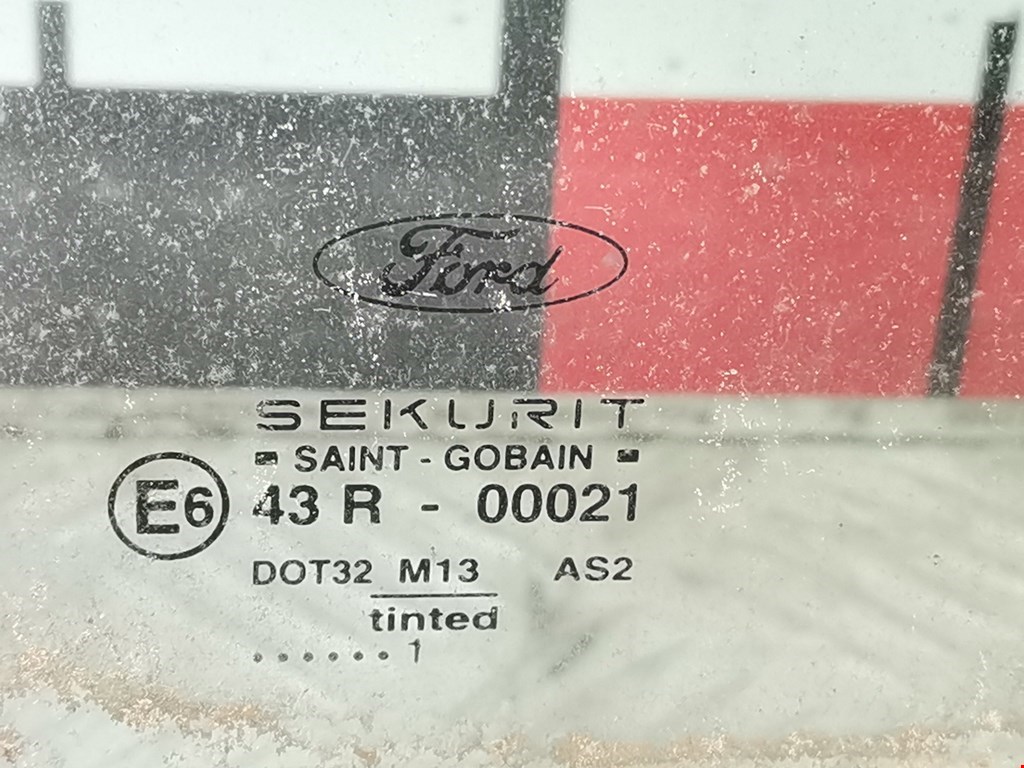 Ford
SEKURIT
SAINT - GOBAIN
E6 43 R - 00021
DOT32 M13 AS2
tinted
. . . . . . 1